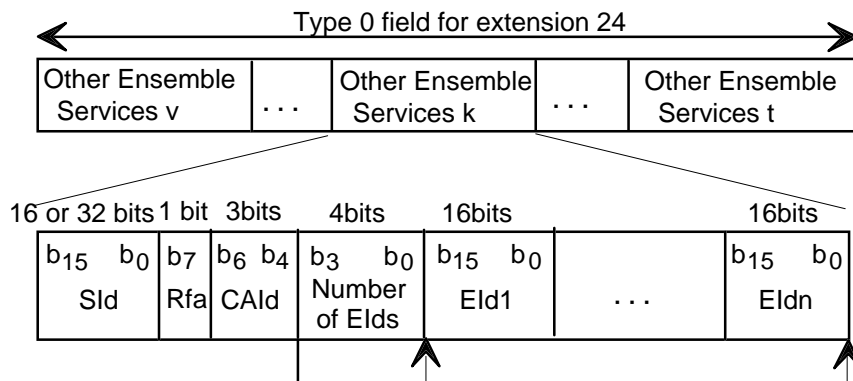 Type 0 field for extension 24
Other Ensemble Services v
. . .
Other Ensemble Services k
. . .
Other Ensemble Services t
16 or 32 bits 1 bit 3bits 4bits 16bits 16bits
b15 b0 b7 b6 b4 b3 b0 b15 b0 b15 b0
SId Rfa CAId Number of EIds EId1 . . . EIdn